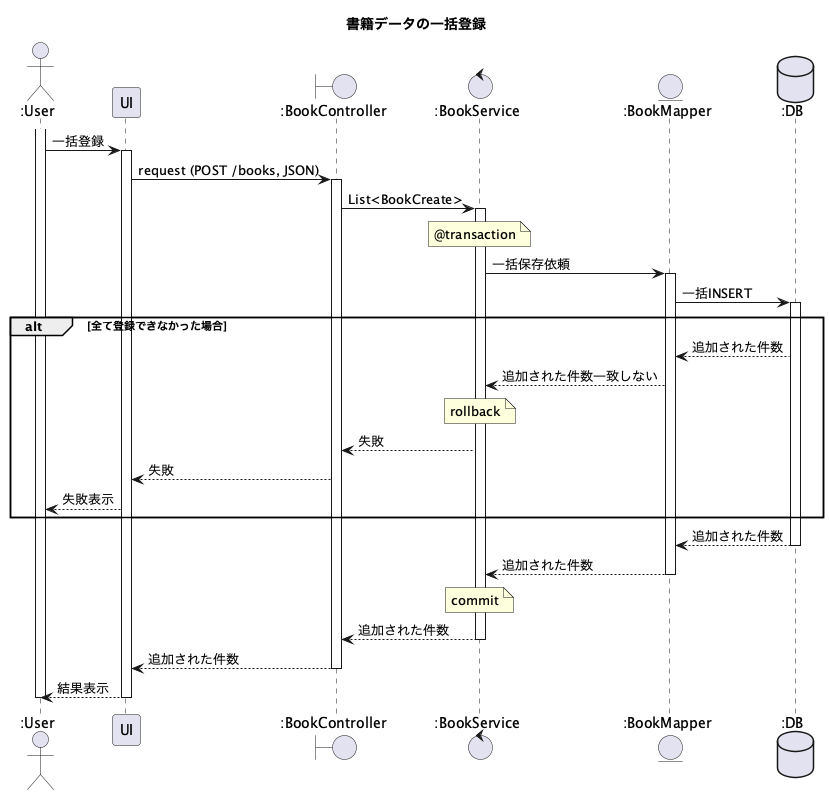 書籍データの一括登録
:User
UI
:BookController
:BookService
:BookMapper
:DB
一括登録
request (POST /books, JSON)
List<BookCreate>
@transaction
一括保存依頼
一括INSERT
alt
[全て登録できなかった場合]
追加された件数
追加された件数一致しない
rollback
失敗
失敗
失敗表示
追加された件数
追加された件数
commit
追加された件数
追加された件数
結果表示
:User
UI
:BookController
:BookService
:BookMapper
:DB